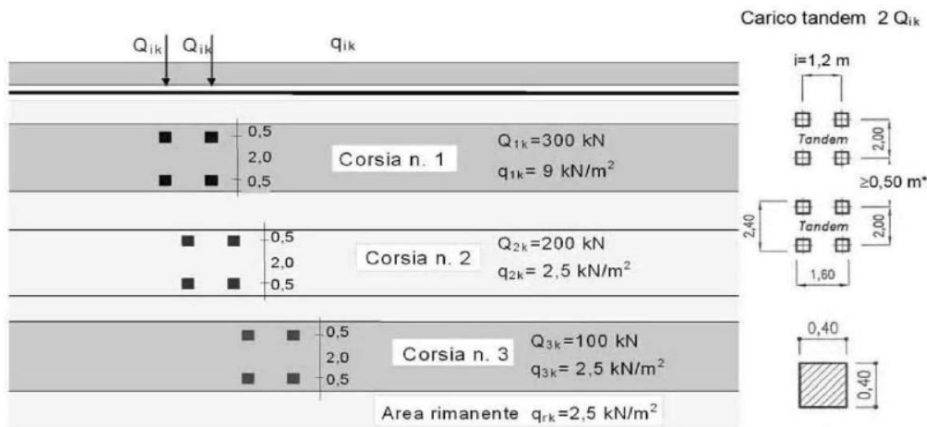 Carico tandem 2 Qik
Qik Qik qik
i=1,2 m
0,5
2,0
0,5
Corsia n. 1
Q1k=300 kN
q1k= 9 kN/m²
Tandem
2,00
≥0,50 m*
0,5
2,0
0,5
Corsia n. 2
Q2k=200 kN
q2k= 2,5 kN/m²
2,40
Tandem
2,00
1,60
0,5
2,0
0,5
Corsia n. 3
Q3k=100 kN
q3k= 2,5 kN/m²
0,40
0,40
Area rimanente qrk=2,5 kN/m²